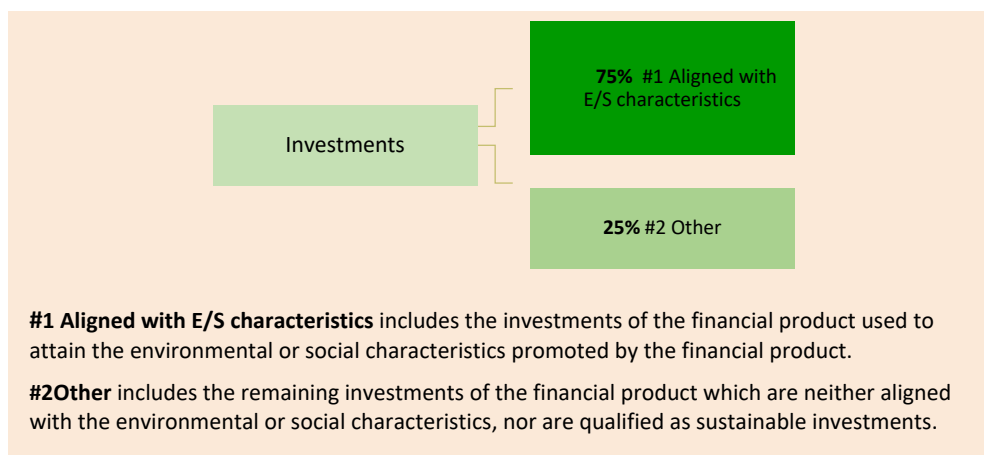 75% #1 Aligned with
E/S characteristics
Investments
25% #2 Other
#1 Aligned with E/S characteristics includes the investments of the financial product used to
attain the environmental or social characteristics promoted by the financial product.
#2Other includes the remaining investments of the financial product which are neither aligned
with the environmental or social characteristics, nor are qualified as sustainable investments.